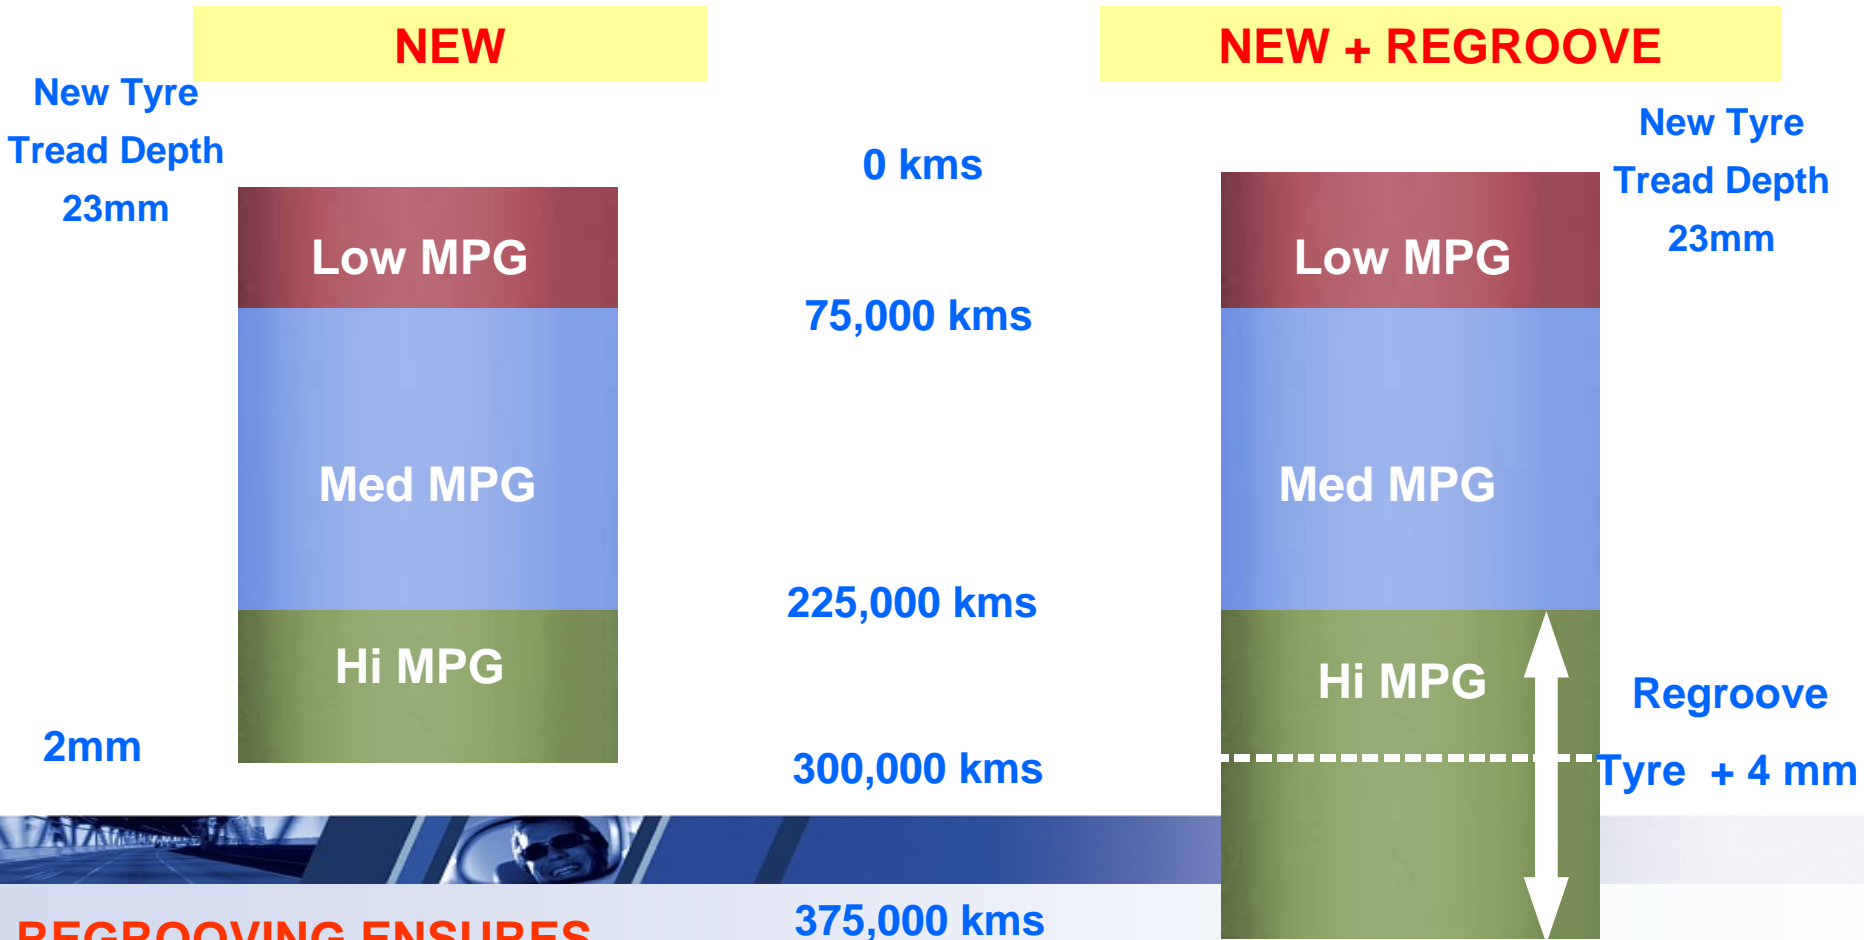 NEW
NEW + REGROOVE
New Tyre
Tread Depth
23mm
0 kms
New Tyre
Tread Depth
23mm
Low MPG
Low MPG
75,000 kms
Med MPG
Med MPG
225,000 kms
Hi MPG
Hi MPG
Regroove
Tyre + 4 mm
2mm
300,000 kms
375,000 kms
REGROOVING ENSURES